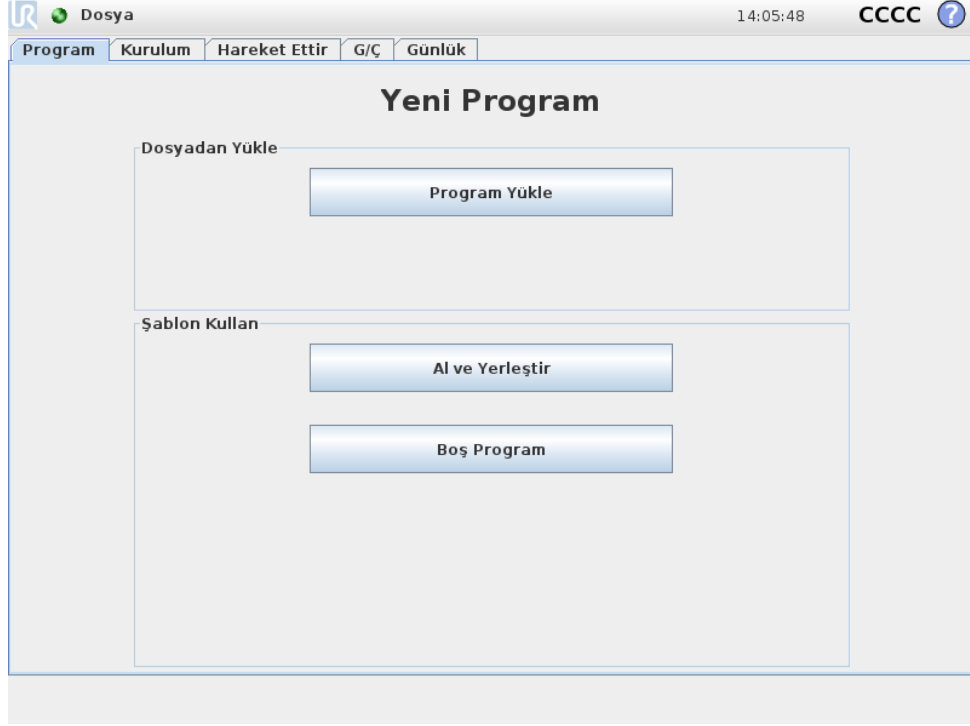 UR Dosya 14:05:48 CCCC ?
Program Kurulum Hareket Ettir G/Ç Günlük
Yeni Program
Dosyadan Yükle
Program Yükle
Şablon Kullan
Al ve Yerleştir
Boş Program